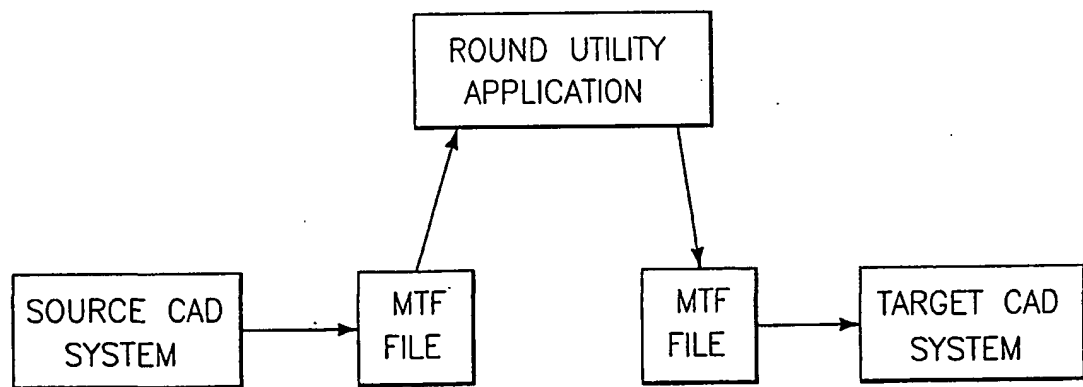 ROUND UTILITY
APPLICATION
SOURCE CAD
SYSTEM
MTF
FILE
MTF
FILE
TARGET CAD
SYSTEM